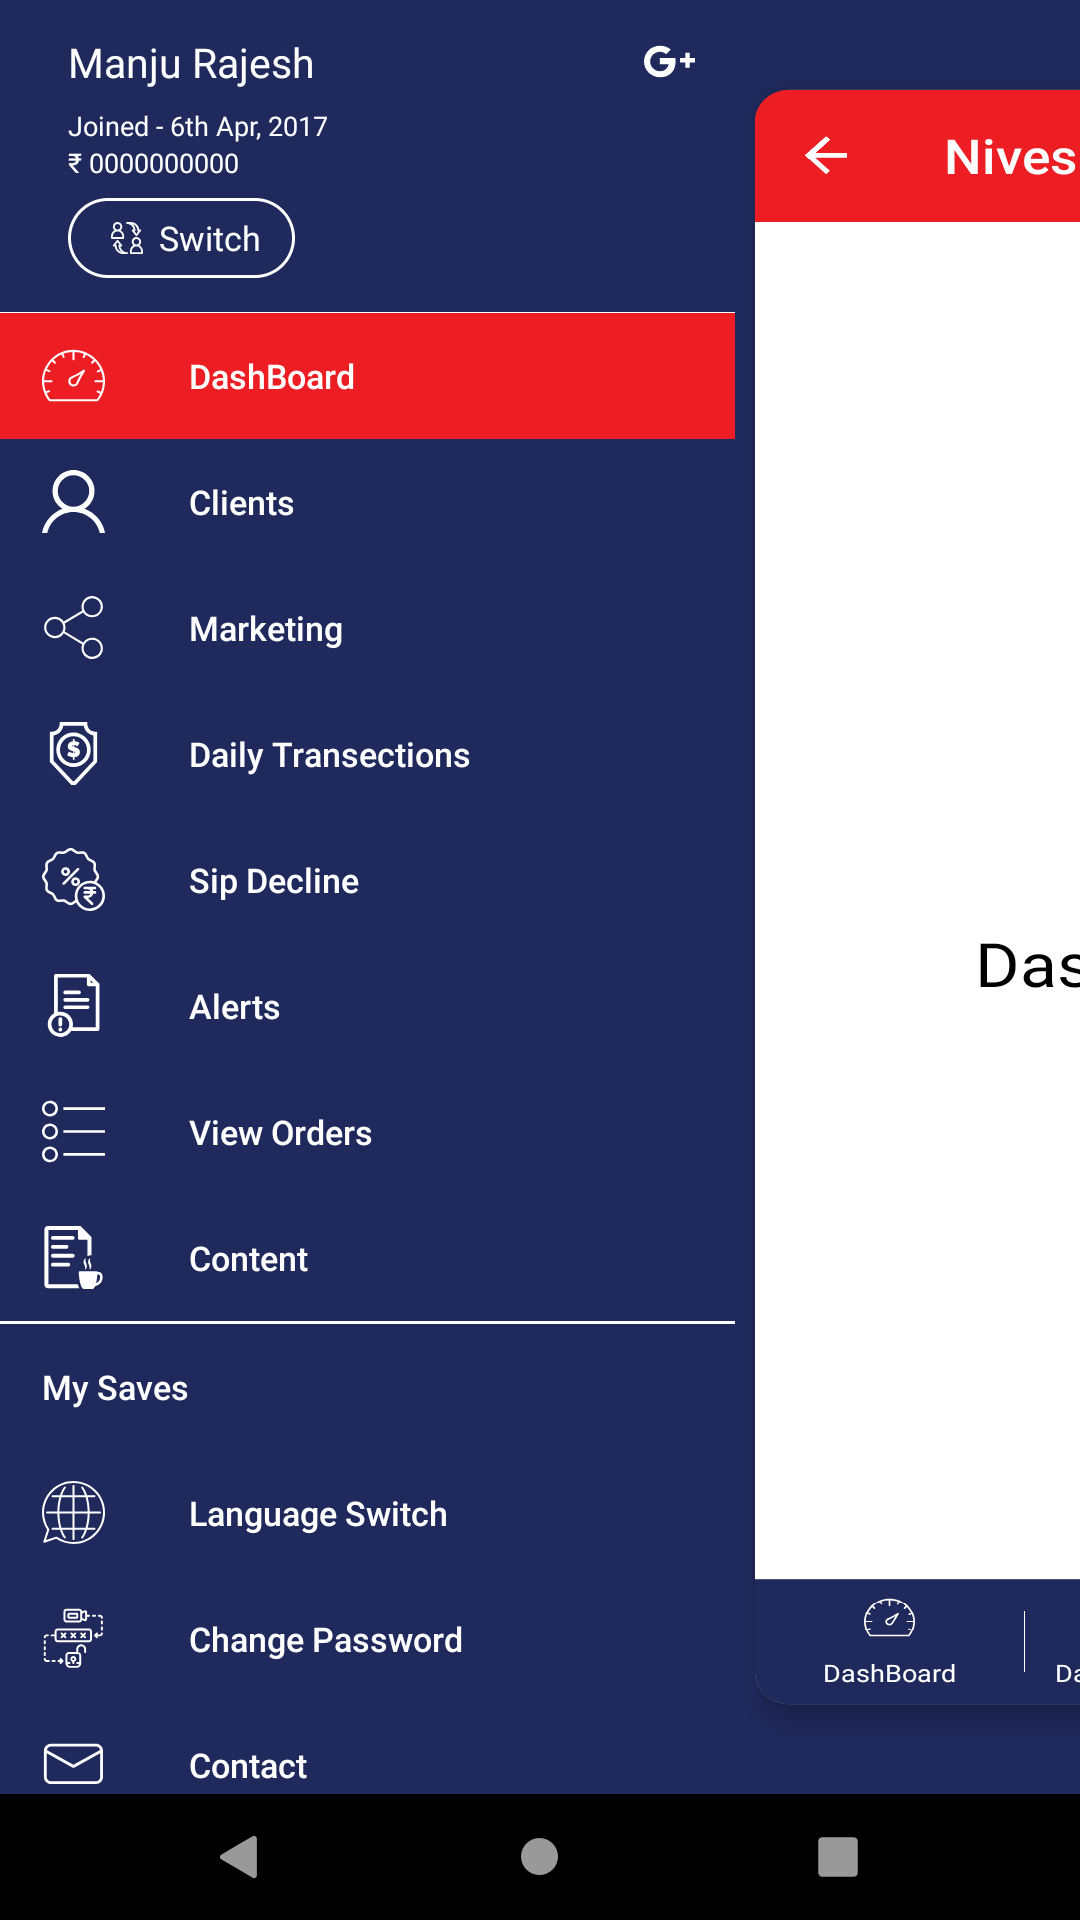 Manju Rajesh
G+
Joined - 6th Apr, 2017
₹ 0000000000
Switch
DashBoard
Clients
Marketing
Daily Transections
Sip Decline
Alerts
View Orders
Content
My Saves
Language Switch
Change Password
Contact
Nives
Das
DashBoard
Da